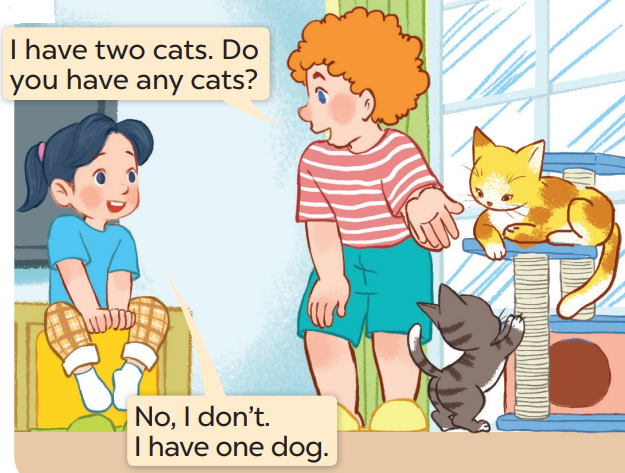 I have two cats. Do
you have any cats?
No, I don't.
I have one dog.